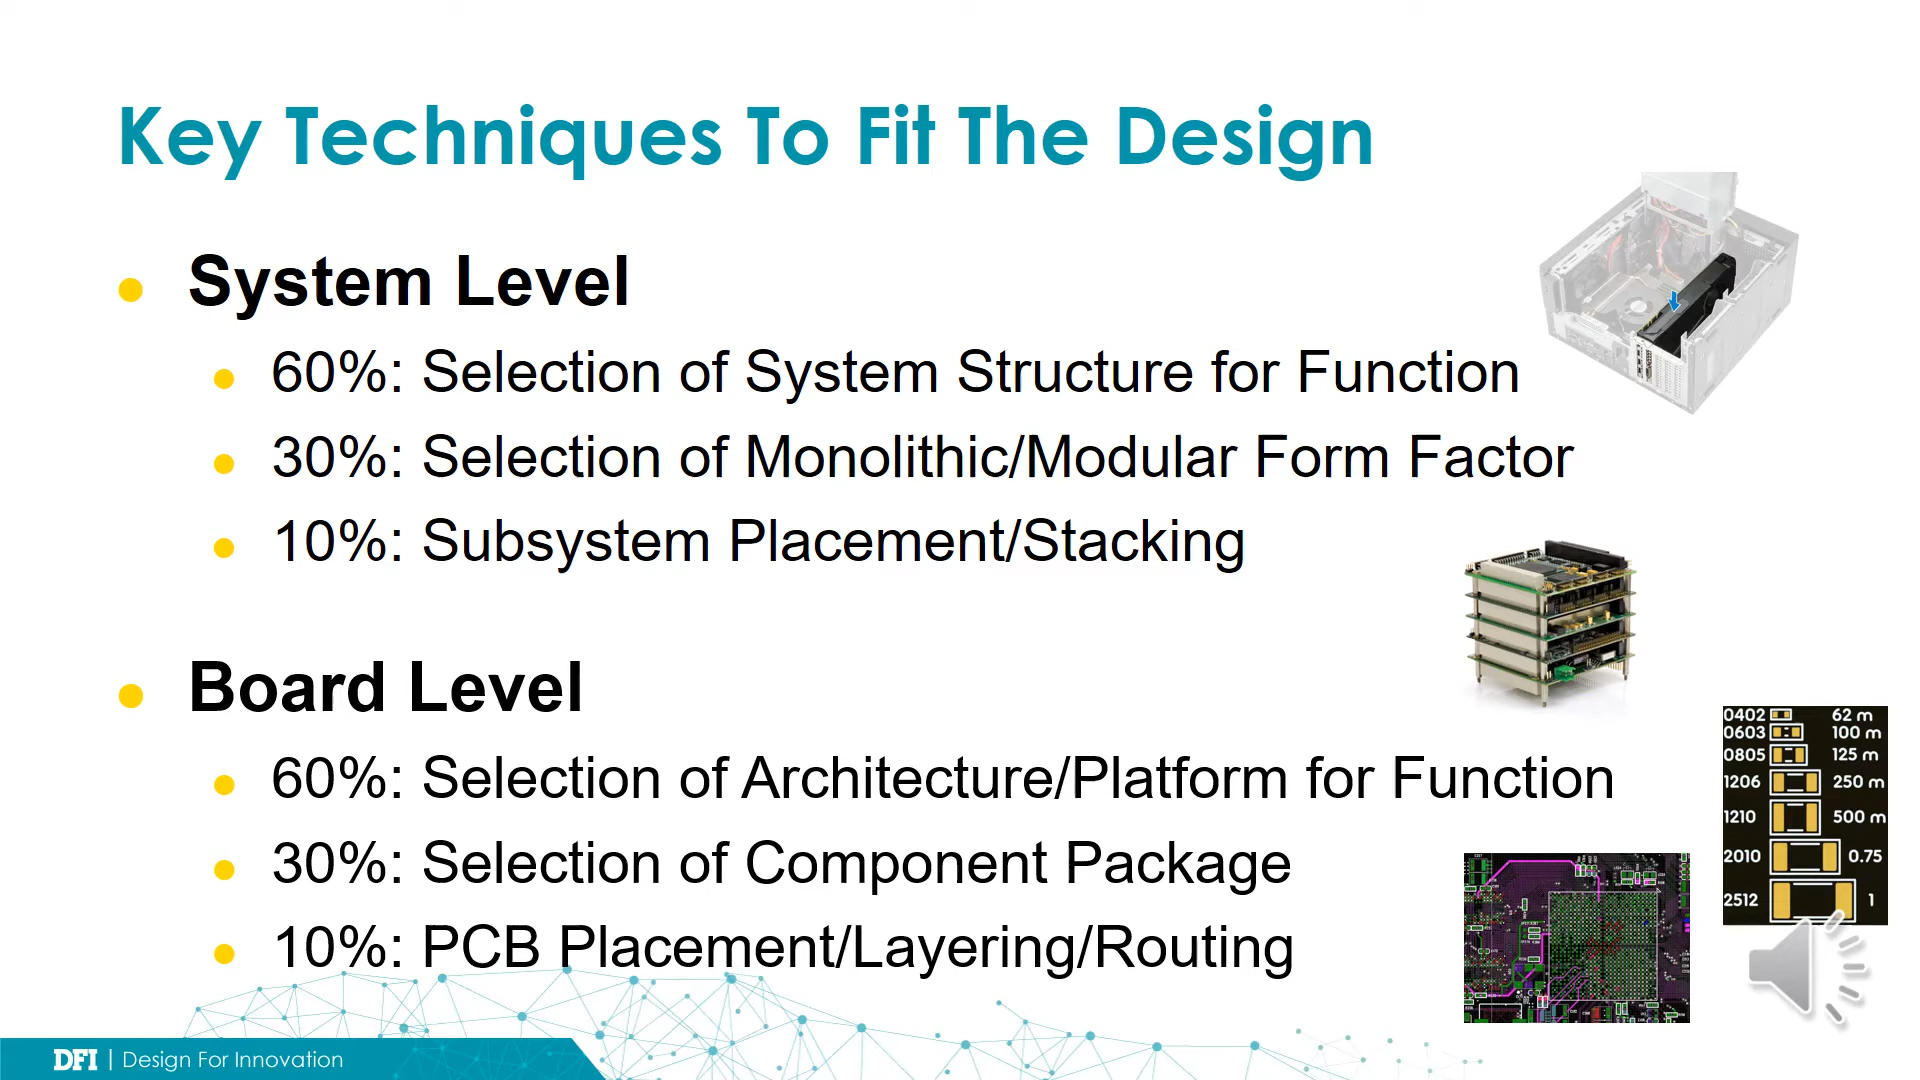 Key Techniques To Fit The Design
System Level
60%: Selection of System Structure for Function
30%: Selection of Monolithic/Modular Form Factor
10%: Subsystem Placement/Stacking
Board Level
60%: Selection of Architecture/Platform for Function
30%: Selection of Component Package
10%: PCB Placement/Layering/Routing
0402 62 m
0603 100 m
0805 125 m
1206 250 m
1210 500 m
2010 0.75
2512 1
DFI | Design For Innovation